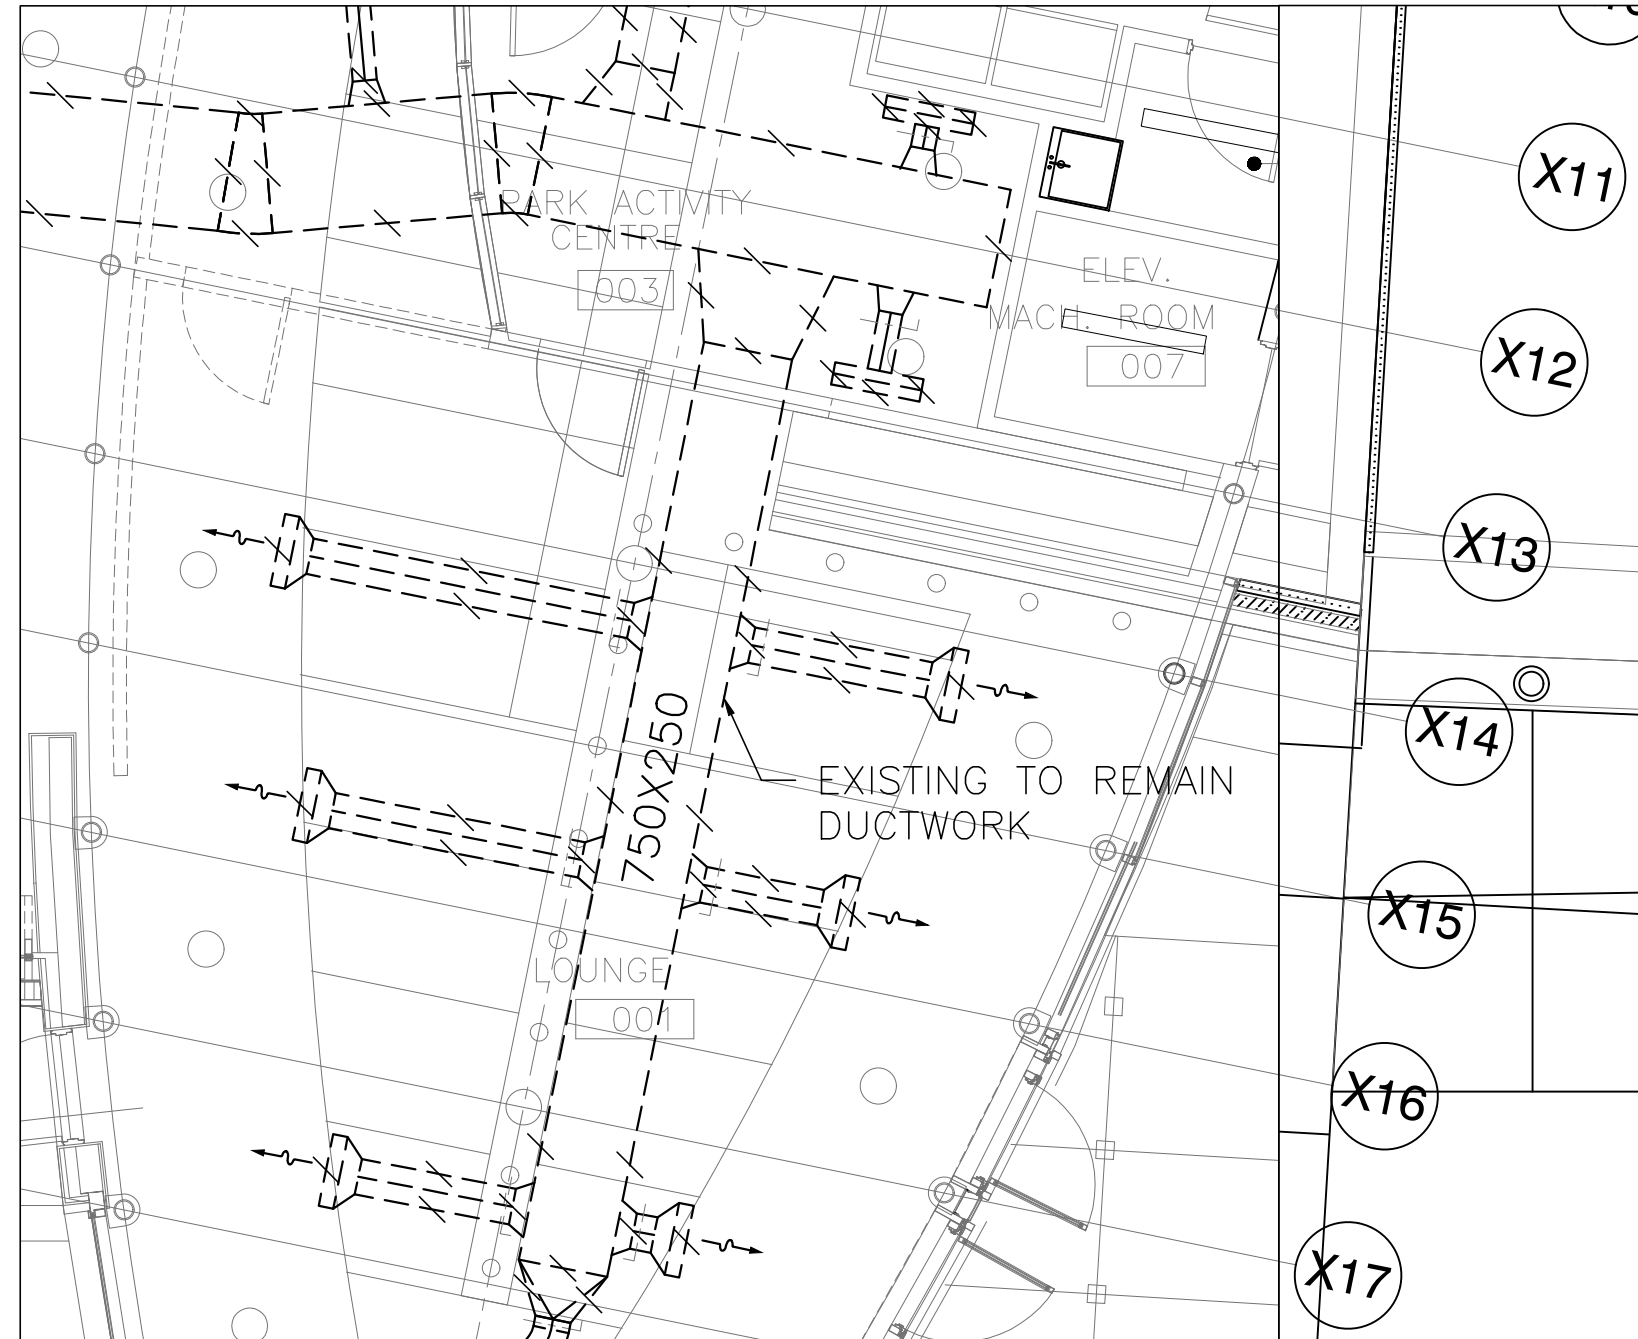 X11
PARK ACTIVITY
CENTRE
003
ELEV.
MACH. ROOM
007
X12
X13
X14
750X250
EXISTING TO REMAIN
DUCTWORK
X15
LOUNGE
001
X16
X17